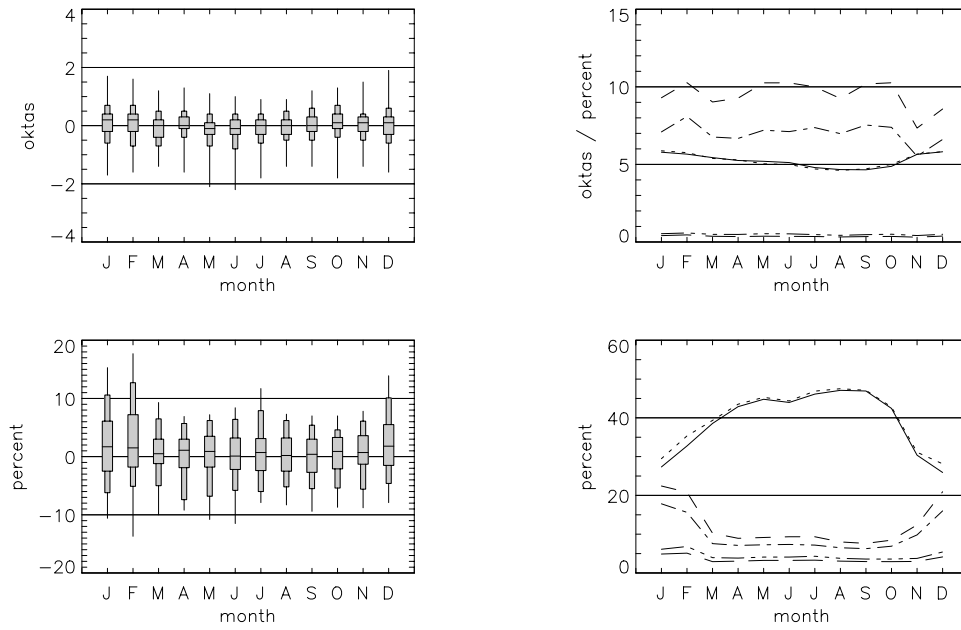 4
2
0
−2
−4
oktas
J F M A M J J A S O N D
month
15
10
5
0
oktas / percent
J F M A M J J A S O N D
month
20
10
0
−10
−20
percent
J F M A M J J A S O N D
month
60
40
20
0
percent
J F M A M J J A S O N D
month